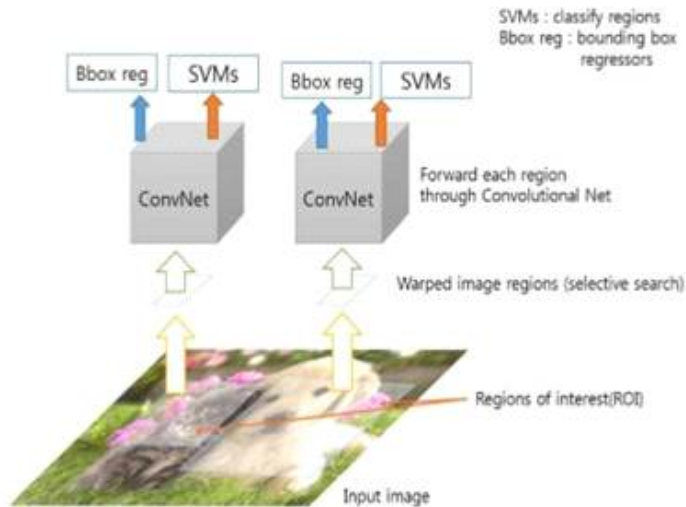 SVMs : classify regions
Bbox reg : bounding box
regressors
Bbox reg
SVMs
Bbox reg
SVMs
ConvNet
ConvNet
Forward each region
through Convolutional Net
Warped image regions (selective search)
Regions of interest(ROI)
Input image